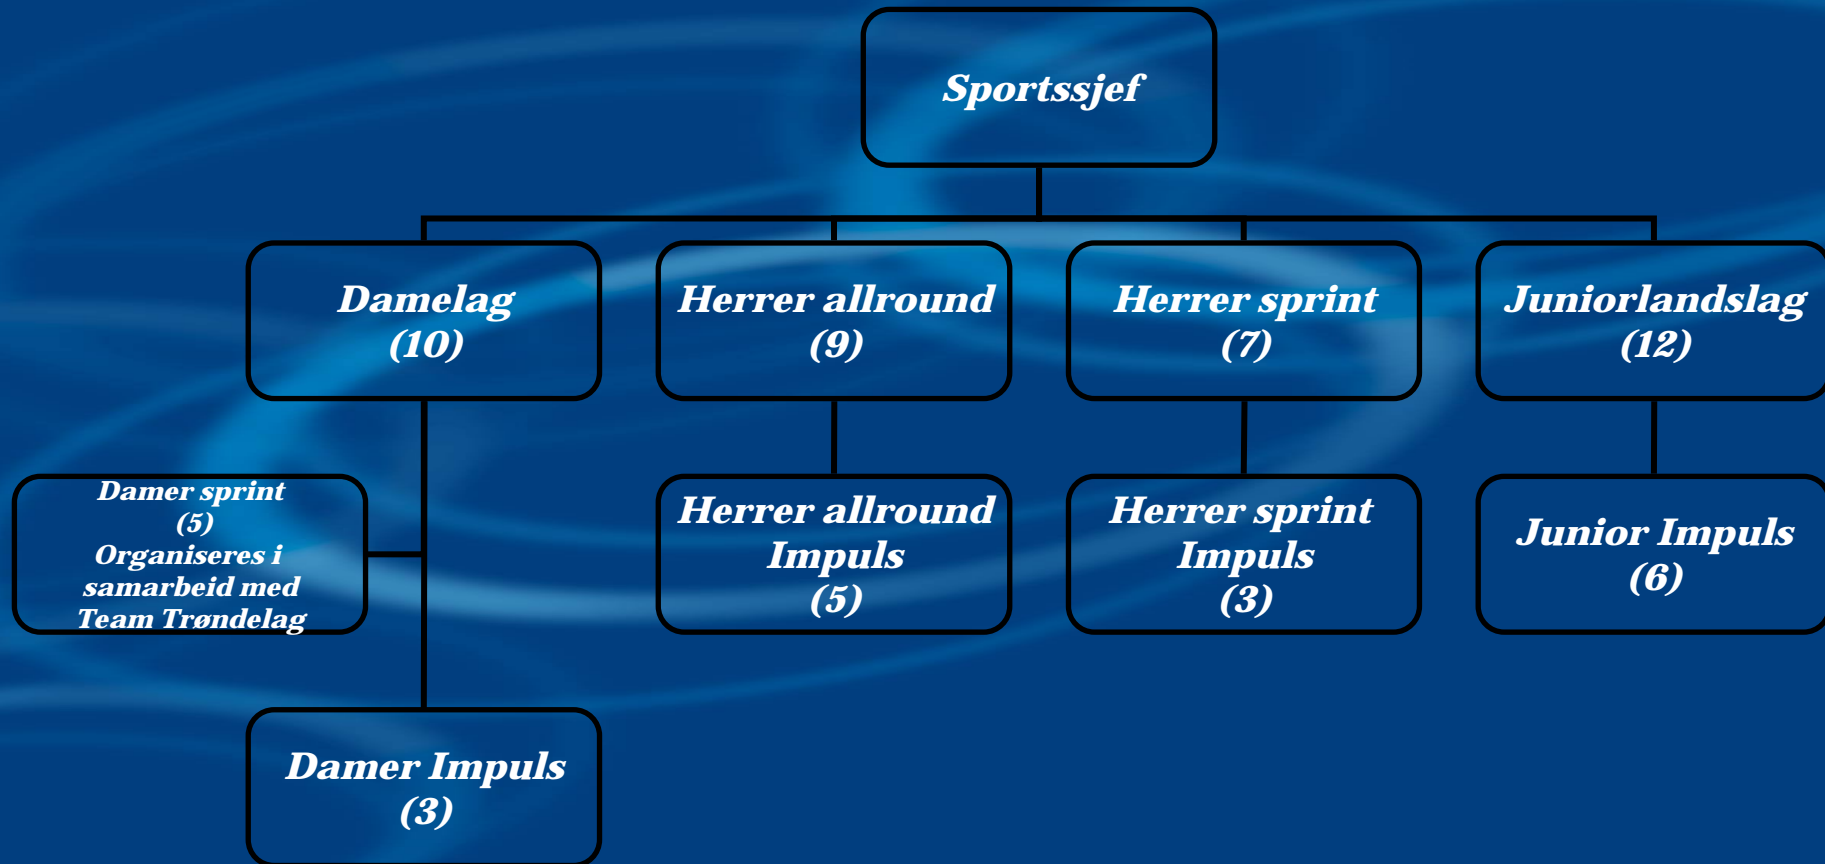 Sportssjef
Damelag
(10)
Herrer allround
(9)
Herrer sprint
(7)
Juniorlandslag
(12)
Damer sprint
(5)
Organiseres i
samarbeid med
Team Trøndelag
Herrer allround
Impuls
(5)
Herrer sprint
Impuls
(3)
Junior Impuls
(6)
Damer Impuls
(3)